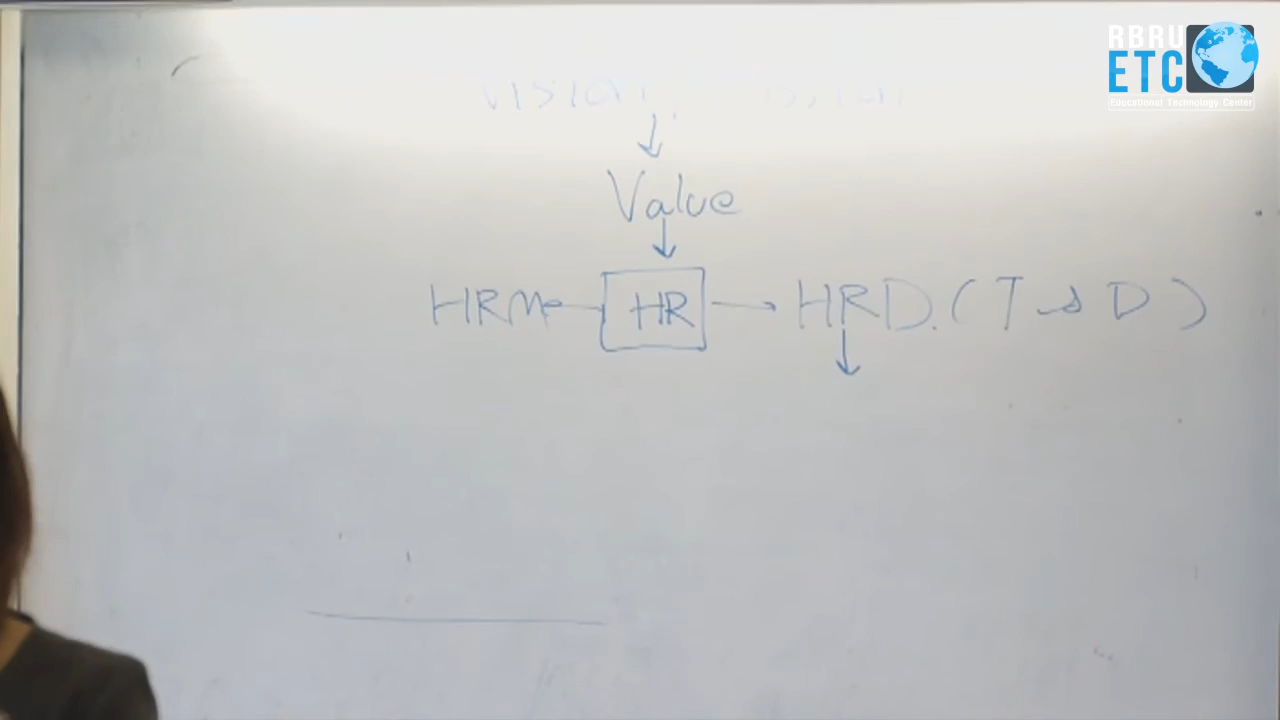 RBRU
ETC
Educational Technology Center
vision,
Value
HRM HR HRD. (T & D)